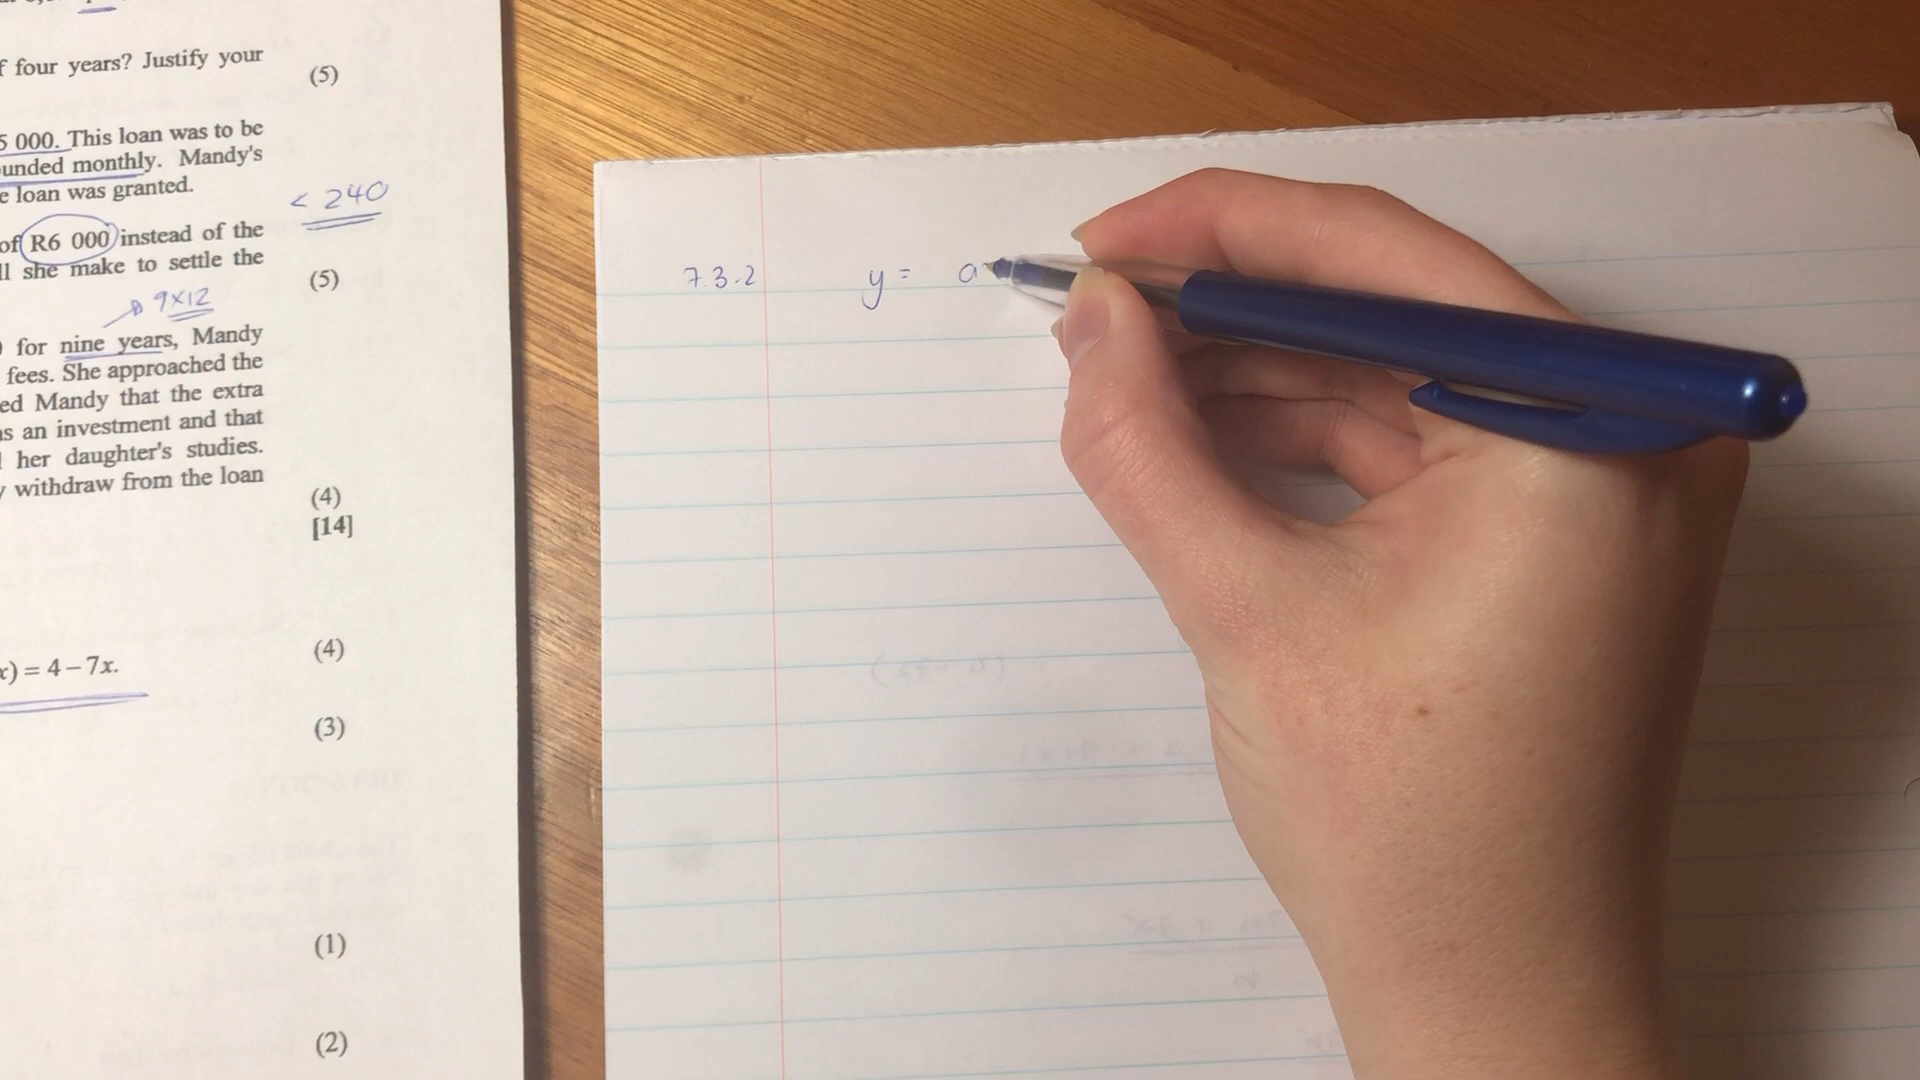 f four years? Justify your
(5)
5 000. This loan was to be
ounded monthly. Mandy's
e loan was granted.
< 240
of R6 000 instead of the
ll she make to settle the
(5)
9x12
) for nine years, Mandy
fees. She approached the
ed Mandy that the extra
as an investment and that
her daughter's studies.
y withdraw from the loan
(4)
[14]
(4)
x) = 4 – 7x.
(3)
(1)
(2)
7.3.2 y = a